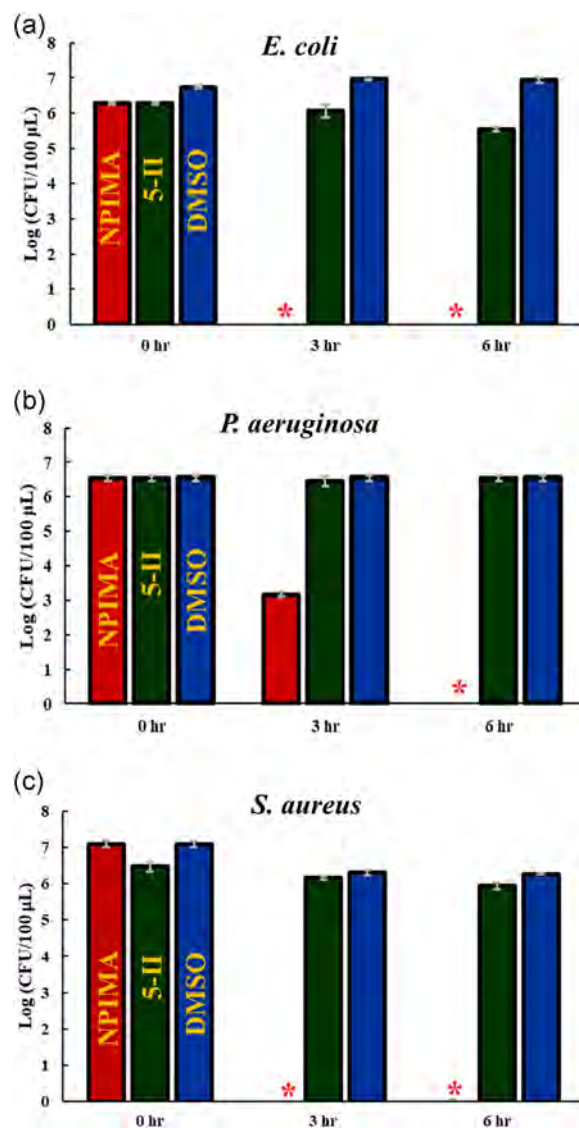 (a)
E. coli
8
7
6
5
4
3
2
1
0
Log (CFU/100 µL)
NPIMA
5-II
DMSO
*
*
0 hr 3 hr 6 hr
(b)
P. aeruginosa
8
7
6
5
4
3
2
1
0
Log (CFU/100 µL)
NPIMA
5-II
DMSO
*
0 hr 3 hr 6 hr
(c)
S. aureus
8
7
6
5
4
3
2
1
0
Log (CFU/100 µL)
NPIMA
5-II
DMSO
*
*
0 hr 3 hr 6 hr